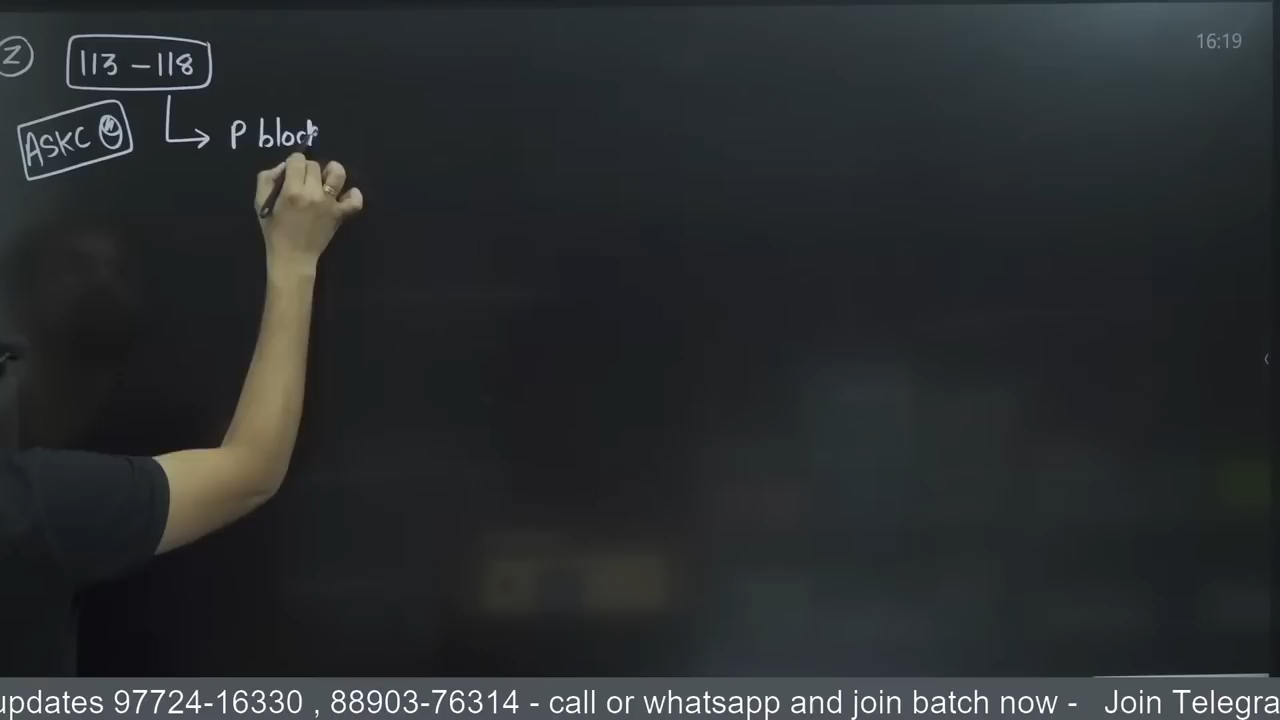 Z 113 - 118 16:19
ASKC P block
updates 97724-16330 , 88903-76314 - call or whatsapp and join batch now - Join Telegra